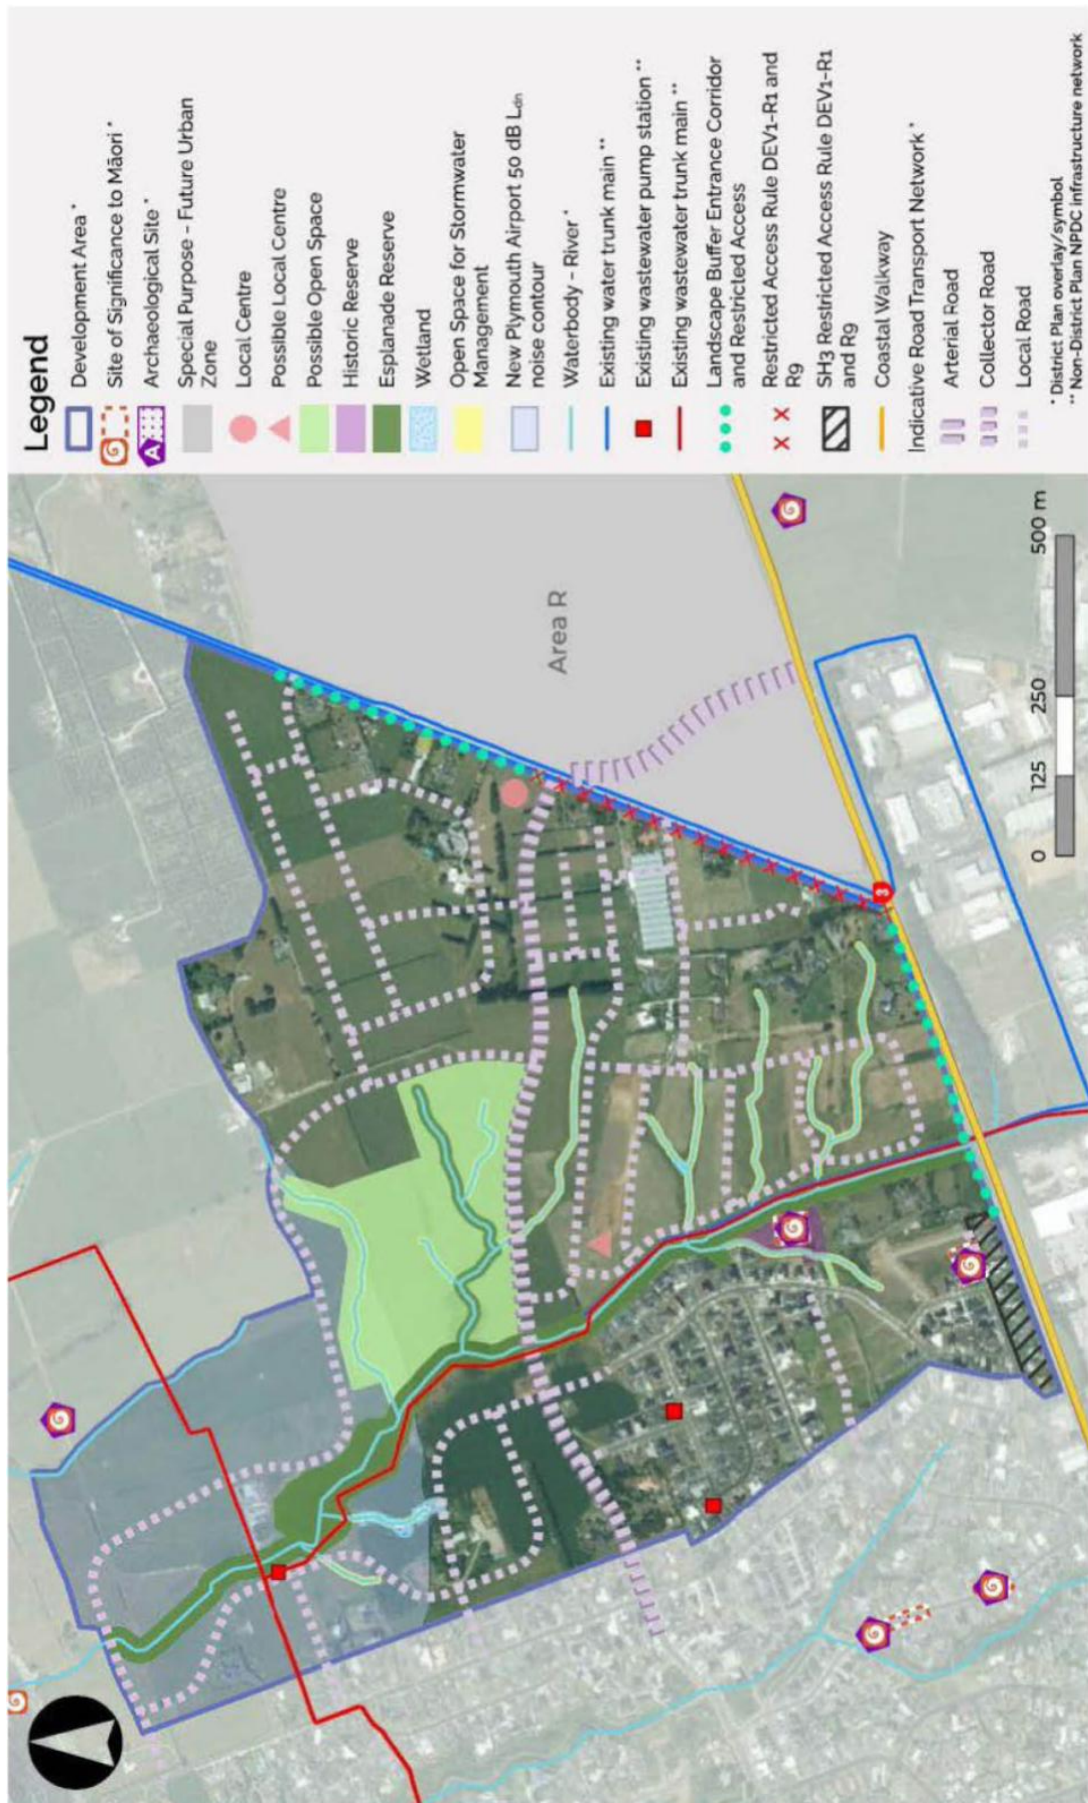 Legend
Development Area *
Site of Significance to Māori *
Archaeological Site *
Special Purpose - Future Urban
Zone
Local Centre
Possible Local Centre
Possible Open Space
Historic Reserve
Esplanade Reserve
Wetland
Open Space for Stormwater
Management
New Plymouth Airport 50 dB Ldn
noise contour
Waterbody - River *
Existing water trunk main **
Existing wastewater pump station **
Existing wastewater trunk main **
Landscape Buffer Entrance Corridor
and Restricted Access
Restricted Access Rule DEV1-R1 and
R9
SH3 Restricted Access Rule DEV1-R1
and R9
Coastal Walkway
Indicative Road Transport Network *
Arterial Road
Collector Road
Local Road
* District Plan overlay/symbol
** Non-District Plan NPDC infrastructure network
A
Area R
3
0 125 250 500 m